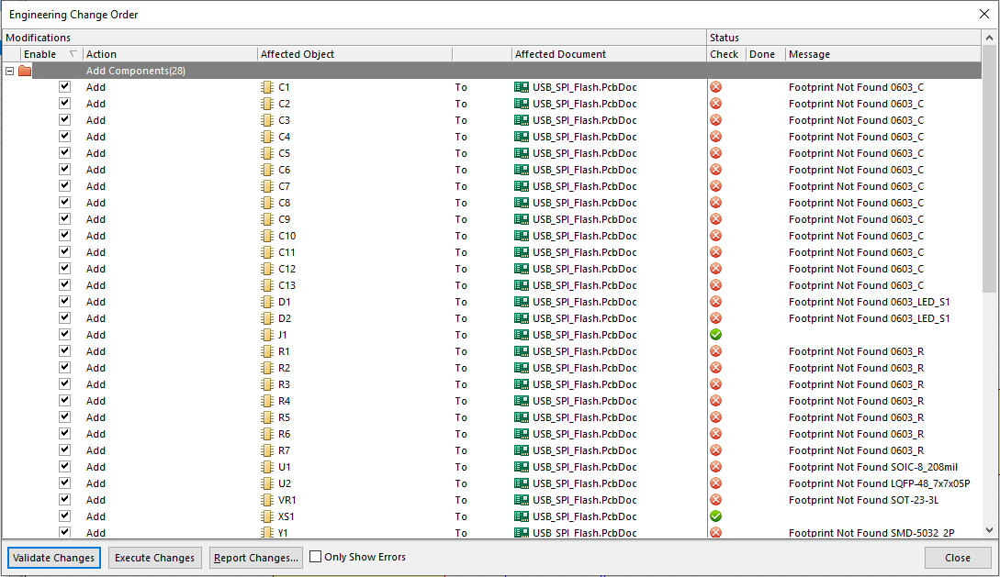 Engineering Change Order
Modifications Status
Enable Action Affected Object Affected Document Check Done Message
Add Components(28)
Add C1 To USB_SPI_Flash.PcbDoc Footprint Not Found 0603_C
Add C2 To USB_SPI_Flash.PcbDoc Footprint Not Found 0603_C
Add C3 To USB_SPI_Flash.PcbDoc Footprint Not Found 0603_C
Add C4 To USB_SPI_Flash.PcbDoc Footprint Not Found 0603_C
Add C5 To USB_SPI_Flash.PcbDoc Footprint Not Found 0603_C
Add C6 To USB_SPI_Flash.PcbDoc Footprint Not Found 0603_C
Add C7 To USB_SPI_Flash.PcbDoc Footprint Not Found 0603_C
Add C8 To USB_SPI_Flash.PcbDoc Footprint Not Found 0603_C
Add C9 To USB_SPI_Flash.PcbDoc Footprint Not Found 0603_C
Add C10 To USB_SPI_Flash.PcbDoc Footprint Not Found 0603_C
Add C11 To USB_SPI_Flash.PcbDoc Footprint Not Found 0603_C
Add C12 To USB_SPI_Flash.PcbDoc Footprint Not Found 0603_C
Add C13 To USB_SPI_Flash.PcbDoc Footprint Not Found 0603_C
Add D1 To USB_SPI_Flash.PcbDoc Footprint Not Found 0603_LED_S1
Add D2 To USB_SPI_Flash.PcbDoc Footprint Not Found 0603_LED_S1
Add J1 To USB_SPI_Flash.PcbDoc
Add R1 To USB_SPI_Flash.PcbDoc Footprint Not Found 0603_R
Add R2 To USB_SPI_Flash.PcbDoc Footprint Not Found 0603_R
Add R3 To USB_SPI_Flash.PcbDoc Footprint Not Found 0603_R
Add R4 To USB_SPI_Flash.PcbDoc Footprint Not Found 0603_R
Add R5 To USB_SPI_Flash.PcbDoc Footprint Not Found 0603_R
Add R6 To USB_SPI_Flash.PcbDoc Footprint Not Found 0603_R
Add R7 To USB_SPI_Flash.PcbDoc Footprint Not Found 0603_R
Add U1 To USB_SPI_Flash.PcbDoc Footprint Not Found SOIC-8_208mil
Add U2 To USB_SPI_Flash.PcbDoc Footprint Not Found LQFP-48_7x7x05P
Add VR1 To USB_SPI_Flash.PcbDoc Footprint Not Found SOT-23-3L
Add XS1 To USB_SPI_Flash.PcbDoc
Add Y1 To USB_SPI_Flash.PcbDoc Footprint Not Found SMD-5032_2P
Validate Changes Execute Changes Report Changes... Only Show Errors Close